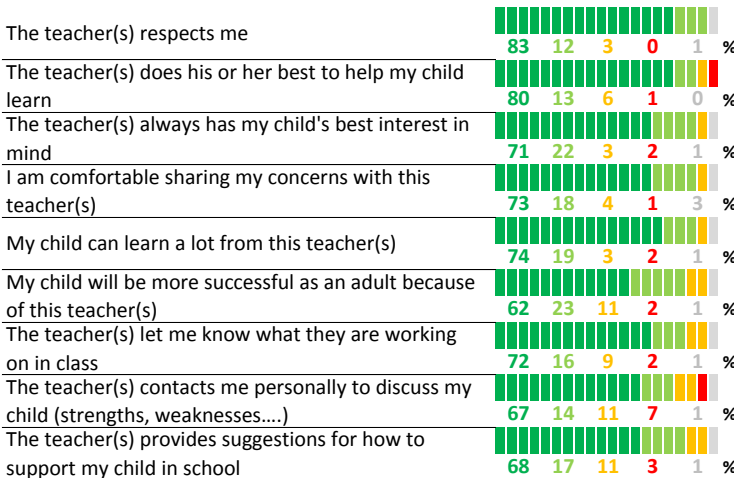 The teacher(s) respects me
83 12 3 0 1 %
The teacher(s) does his or her best to help my child
learn
80 13 6 1 0 %
The teacher(s) always has my child's best interest in
mind
71 22 3 2 1 %
I am comfortable sharing my concerns with this
teacher(s)
73 18 4 1 3 %
My child can learn a lot from this teacher(s)
74 19 3 2 1 %
My child will be more successful as an adult because
of this teacher(s)
62 23 11 2 1 %
The teacher(s) let me know what they are working
on in class
72 16 9 2 1 %
The teacher(s) contacts me personally to discuss my
child (strengths, weaknesses....)
67 14 11 7 1 %
The teacher(s) provides suggestions for how to
support my child in school
68 17 11 3 1 %